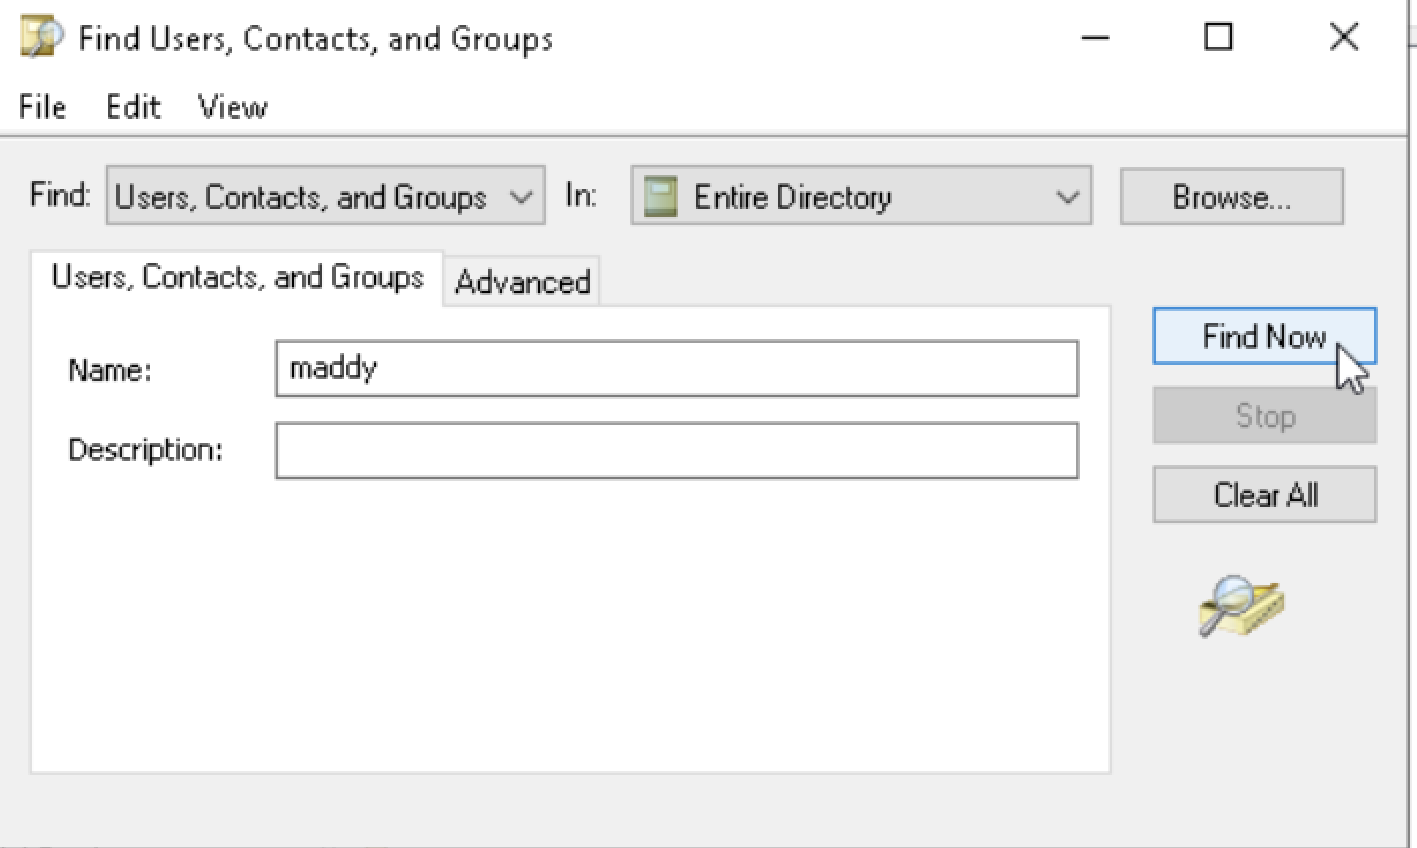 Find Users, Contacts, and Groups
File Edit View
Find: Users, Contacts, and Groups In: Entire Directory Browse...
Users, Contacts, and Groups Advanced
Name: maddy
Find Now
Description:
Stop
Clear All